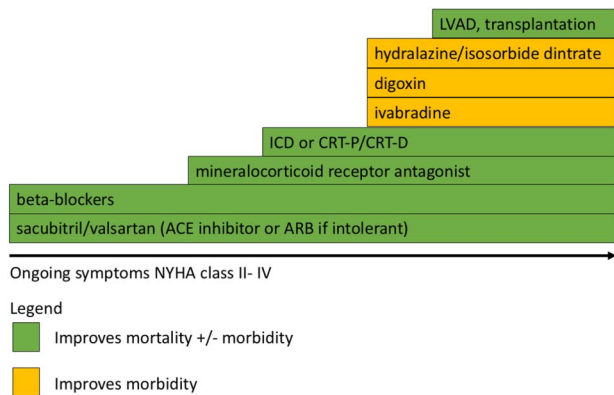 LVAD, transplantation
hydralazine/isosorbide dintrate
digoxin
ivabradine
ICD or CRT-P/CRT-D
mineralocorticoid receptor antagonist
beta-blockers
sacubitril/valsartan (ACE inhibitor or ARB if intolerant)
Ongoing symptoms NYHA class II- IV
Legend
Improves mortality +/- morbidity
Improves morbidity